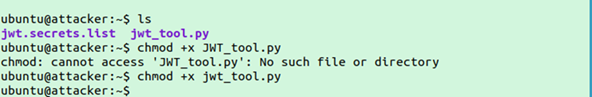 ubuntu@attacker:~$ ls
jwt.secrets.list jwt_tool.py
ubuntu@attacker:~$ chmod +x JWT_tool.py
chmod: cannot access 'JWT_tool.py': No such file or directory
ubuntu@attacker:~$ chmod +x jwt_tool.py
ubuntu@attacker:~$